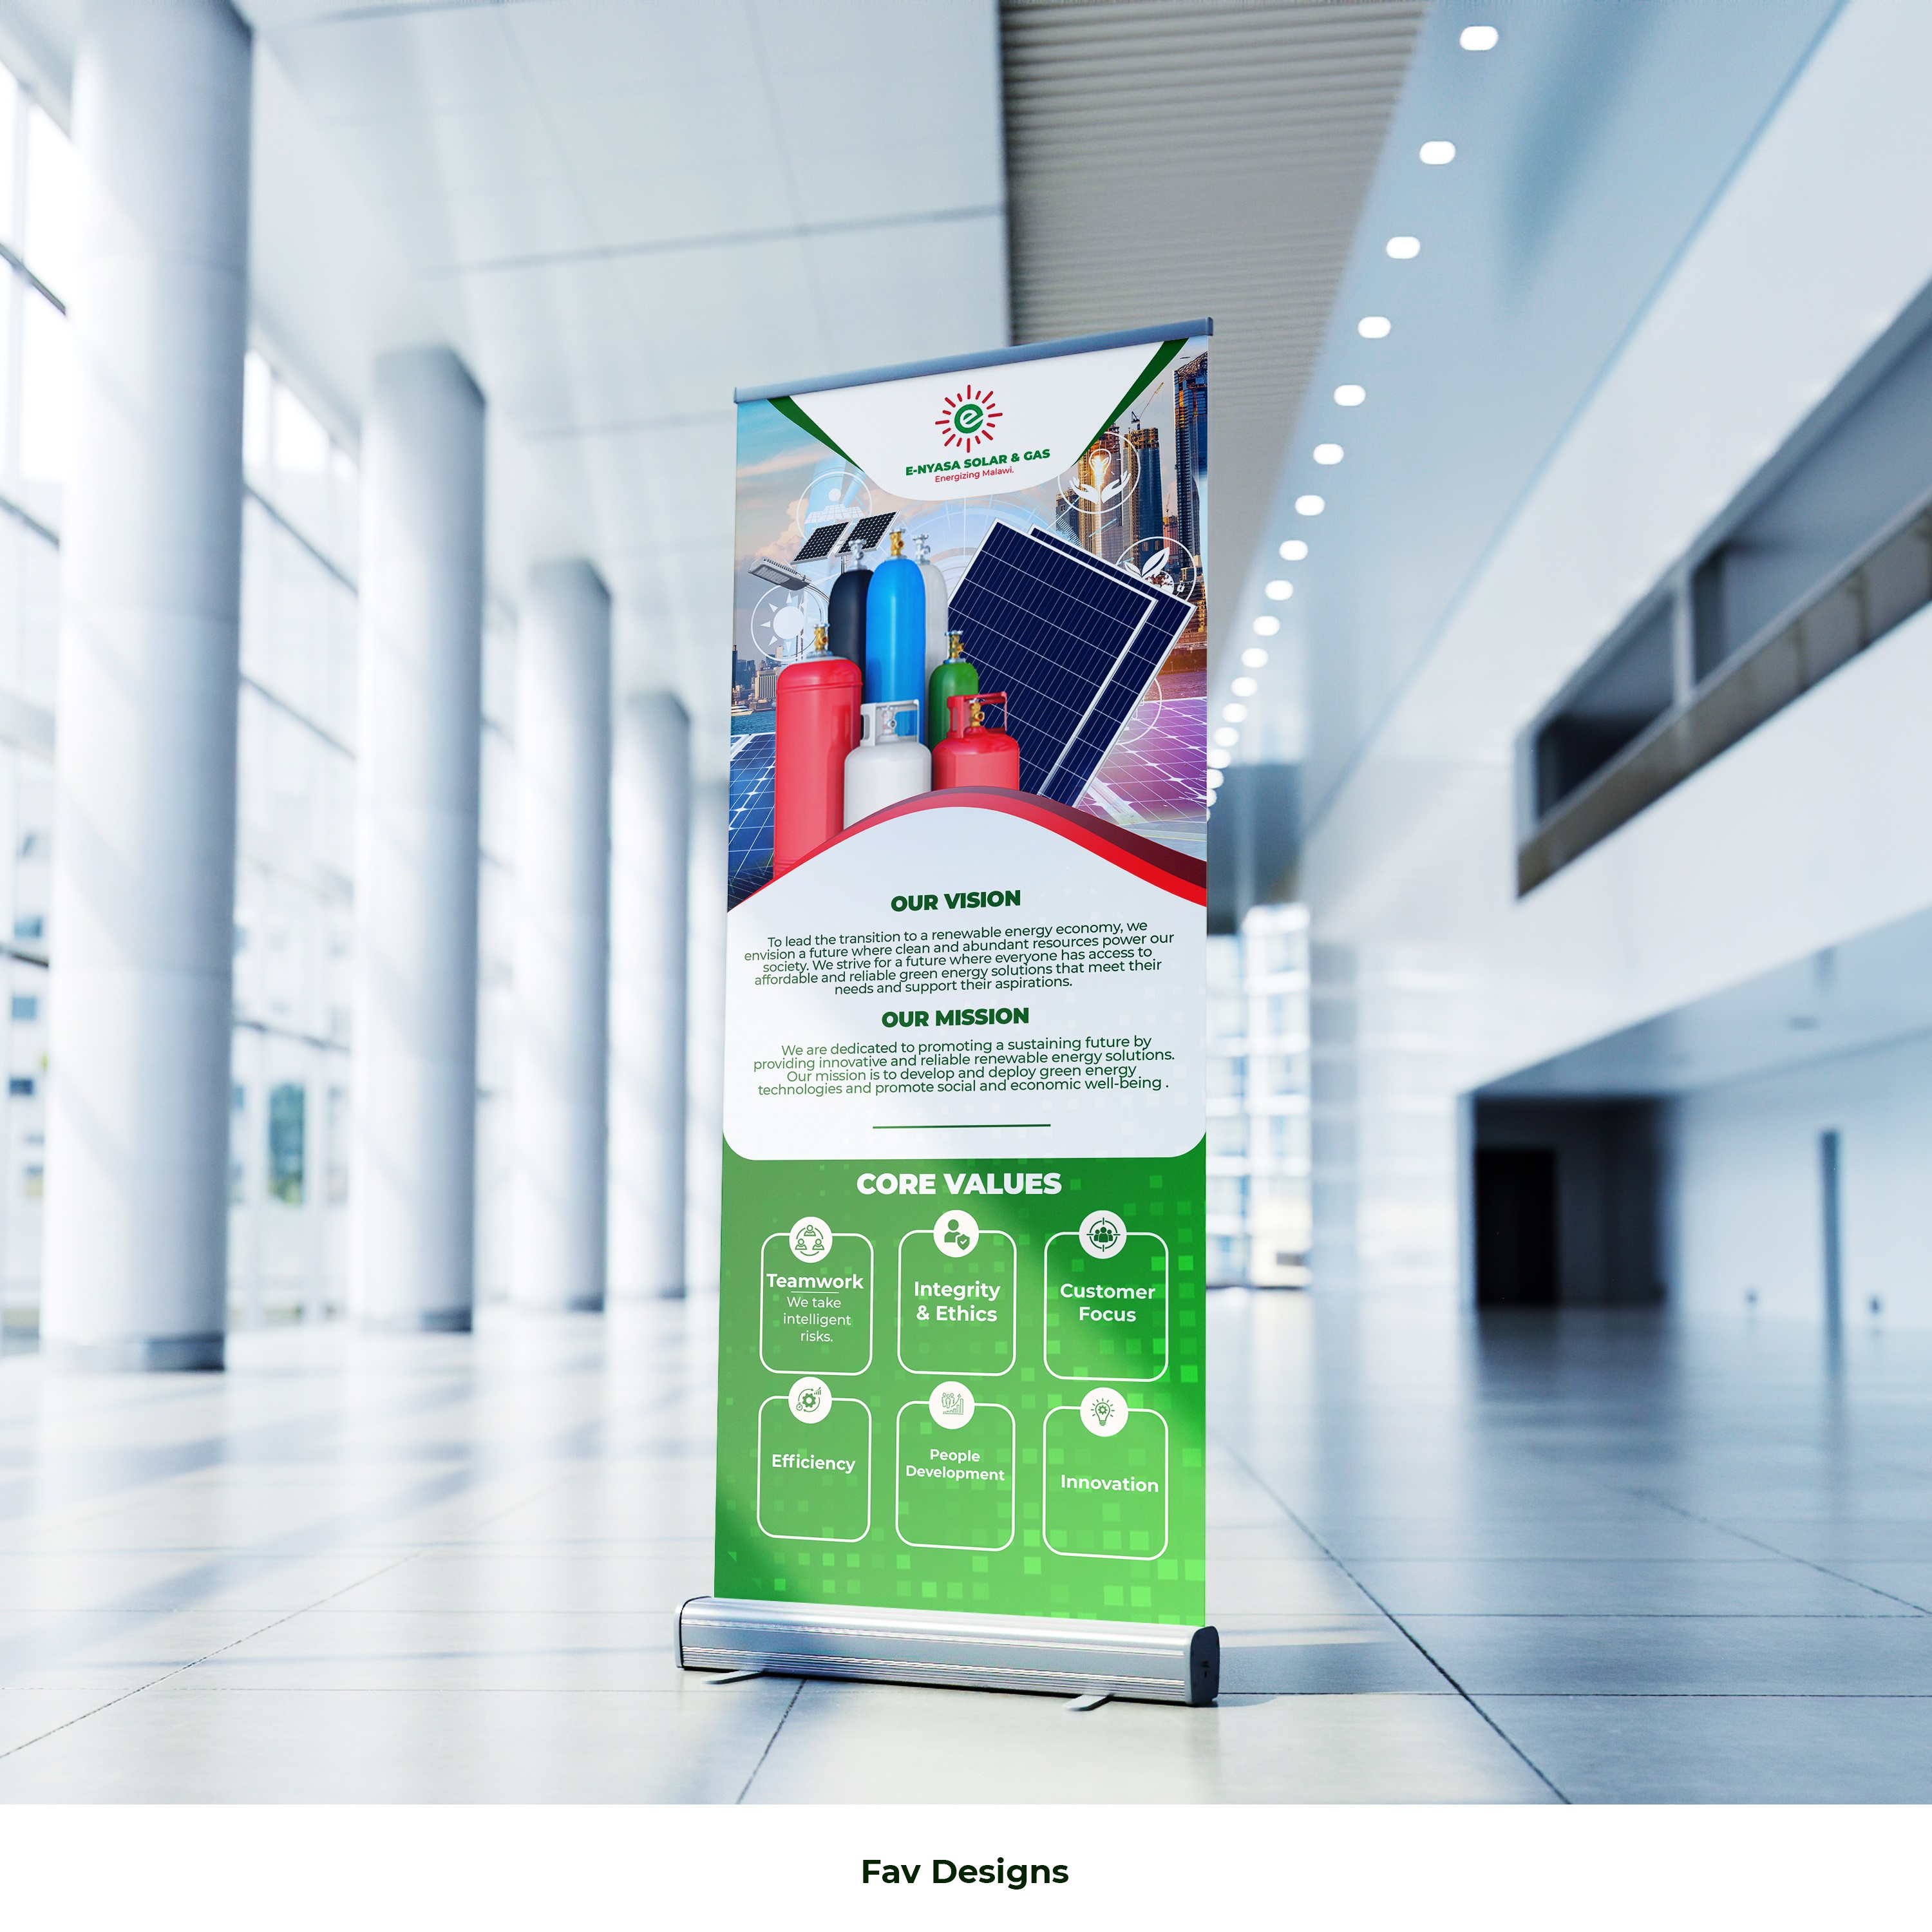 e
E-NYASA SOLAR & GAS
Energizing Malawi.
OUR VISION
To lead the transition to a renewable energy economy, we
envision a future where clean and abundant resources power our
society. We strive for a future where everyone has access to
affordable and reliable green energy solutions that meet their
needs and support their aspirations.
OUR MISSION
We are dedicated to promoting a sustaining future by
providing innovative and reliable renewable energy solutions.
Our mission is to develop and deploy green energy
technologies and promote social and economic well-being .
CORE VALUES
Teamwork
We take
intelligent
risks.
Integrity
& Ethics
Customer
Focus
Efficiency
People
Development
Innovation
Fav Designs